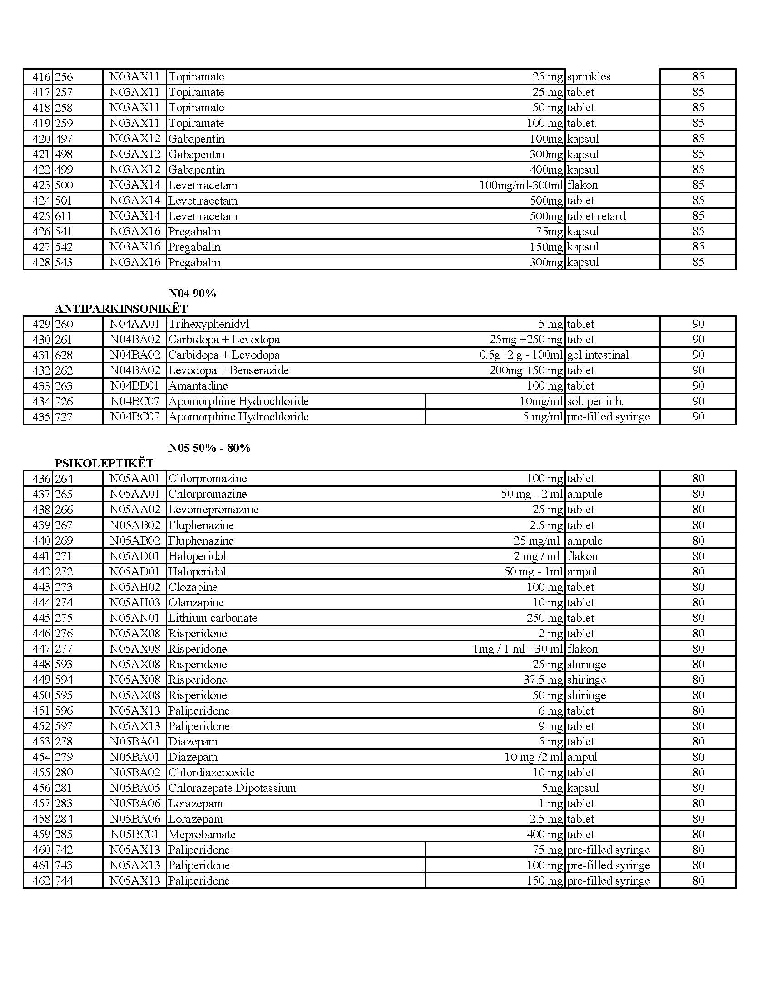 416 256 N03AX11 Topiramate 25 mg sprinkles 85
417 257 N03AX11 Topiramate 25 mg tablet 85
418 258 N03AX11 Topiramate 50 mg tablet 85
419 259 N03AX11 Topiramate 100 mg tablet. 85
420 497 N03AX12 Gabapentin 100mg kapsul 85
421 498 N03AX12 Gabapentin 300mg kapsul 85
422 499 N03AX12 Gabapentin 400mg kapsul 85
423 500 N03AX14 Levetiracetam 100mg/ml-300ml flakon 85
424 501 N03AX14 Levetiracetam 500mg tablet 85
425 611 N03AX14 Levetiracetam 500mg tablet retard 85
426 541 N03AX16 Pregabalin 75mg kapsul 85
427 542 N03AX16 Pregabalin 150mg kapsul 85
428 543 N03AX16 Pregabalin 300mg kapsul 85
N04 90%
ANTIPARKINSONIKËT
429 260 N04AA01 Trihexyphenidyl 5 mg tablet 90
430 261 N04BA02 Carbidopa + Levodopa 25mg +250 mg tablet 90
431 628 N04BA02 Carbidopa + Levodopa 0.5g+2 g - 100ml gel intestinal 90
432 262 N04BA02 Levodopa + Benserazide 200mg +50 mg tablet 90
433 263 N04BB01 Amantadine 100 mg tablet 90
434 726 N04BC07 Apomorphine Hydrochloride 10mg/ml sol. per inh. 90
435 727 N04BC07 Apomorphine Hydrochloride 5 mg/ml pre-filled syringe 90
N05 50% - 80%
PSIKOLEPTIKËT
436 264 N05AA01 Chlorpromazine 100 mg tablet 80
437 265 N05AA01 Chlorpromazine 50 mg - 2 ml ampule 80
438 266 N05AA02 Levomepromazine 25 mg tablet 80
439 267 N05AB02 Fluphenazine 2.5 mg tablet 80
440 269 N05AB02 Fluphenazine 25 mg/ml ampule 80
441 271 N05AD01 Haloperidol 2 mg / ml flakon 80
442 272 N05AD01 Haloperidol 50 mg - 1ml ampul 80
443 273 N05AH02 Clozapine 100 mg tablet 80
444 274 N05AH03 Olanzapine 10 mg tablet 80
445 275 N05AN01 Lithium carbonate 250 mg tablet 80
446 276 N05AX08 Risperidone 2 mg tablet 80
447 277 N05AX08 Risperidone 1mg / 1 ml - 30 ml flakon 80
448 593 N05AX08 Risperidone 25 mg shiringe 80
449 594 N05AX08 Risperidone 37.5 mg shiringe 80
450 595 N05AX08 Risperidone 50 mg shiringe 80
451 596 N05AX13 Paliperidone 6 mg tablet 80
452 597 N05AX13 Paliperidone 9 mg tablet 80
453 278 N05BA01 Diazepam 5 mg tablet 80
454 279 N05BA01 Diazepam 10 mg /2 ml ampul 80
455 280 N05BA02 Chlordiazepoxide 10 mg tablet 80
456 281 N05BA05 Chlorazepate Dipotassium 5mg kapsul 80
457 283 N05BA06 Lorazepam 1 mg tablet 80
458 284 N05BA06 Lorazepam 2.5 mg tablet 80
459 285 N05BC01 Meprobamate 400 mg tablet 80
460 742 N05AX13 Paliperidone 75 mg pre-filled syringe 80
461 743 N05AX13 Paliperidone 100 mg pre-filled syringe 80
462 744 N05AX13 Paliperidone 150 mg pre-filled syringe 80